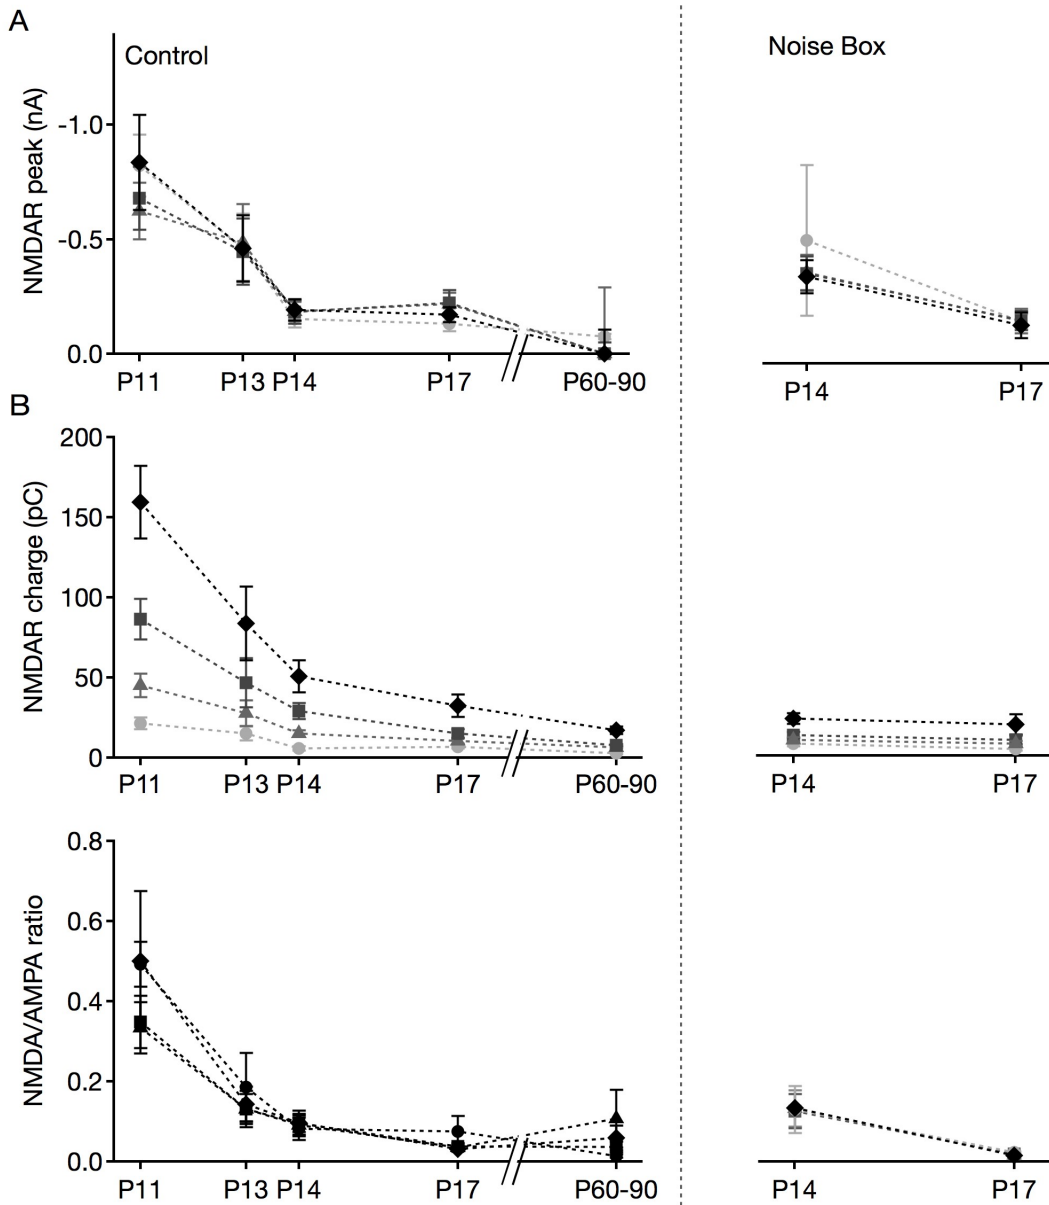 A
Control
Noise Box
NMDAR peak (nA)
-1.0
-0.5
0.0
P11 P13 P14 P17 P60-90
P14 P17
B
NMDAR charge (pC)
200
150
100
50
0
P11 P13 P14 P17 P60-90
P14 P17
NMDA/AMPA ratio
0.8
0.6
0.4
0.2
0.0
P11 P13 P14 P17 P60-90
P14 P17